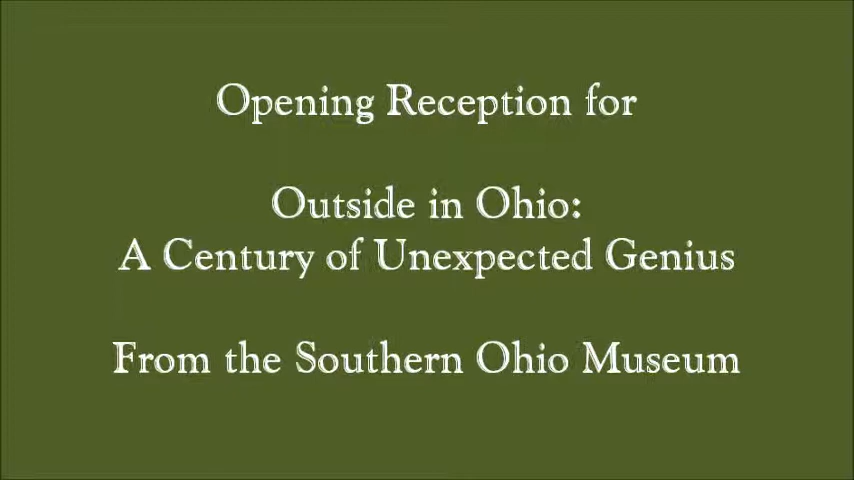 Opening Reception for
Outside in Ohio:
A Century of Unexpected Genius
From the Southern Ohio Museum